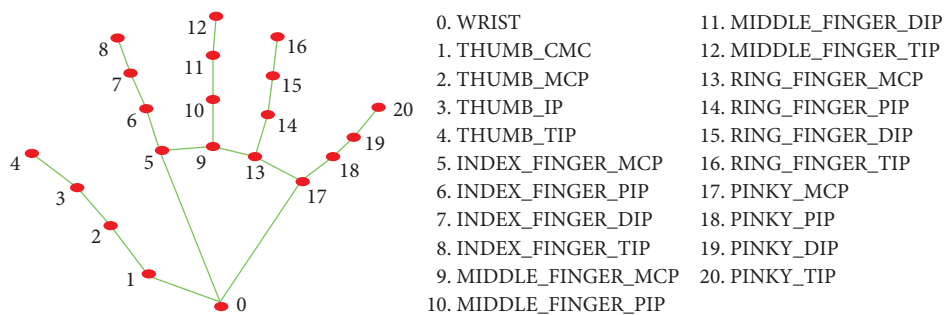 12
8
16
11
7
15
10
20
6
14
19
4
5
9
13
18
3
17
2
1
0
0. WRIST
1. THUMB_CMC
2. THUMB_MCP
3. THUMB_IP
4. THUMB_TIP
5. INDEX_FINGER_MCP
6. INDEX_FINGER_PIP
7. INDEX_FINGER_DIP
8. INDEX_FINGER_TIP
9. MIDDLE_FINGER_MCP
10. MIDDLE_FINGER_PIP
11. MIDDLE_FINGER_DIP
12. MIDDLE_FINGER_TIP
13. RING_FINGER_MCP
14. RING_FINGER_PIP
15. RING_FINGER_DIP
16. RING_FINGER_TIP
17. PINKY_MCP
18. PINKY_PIP
19. PINKY_DIP
20. PINKY_TIP